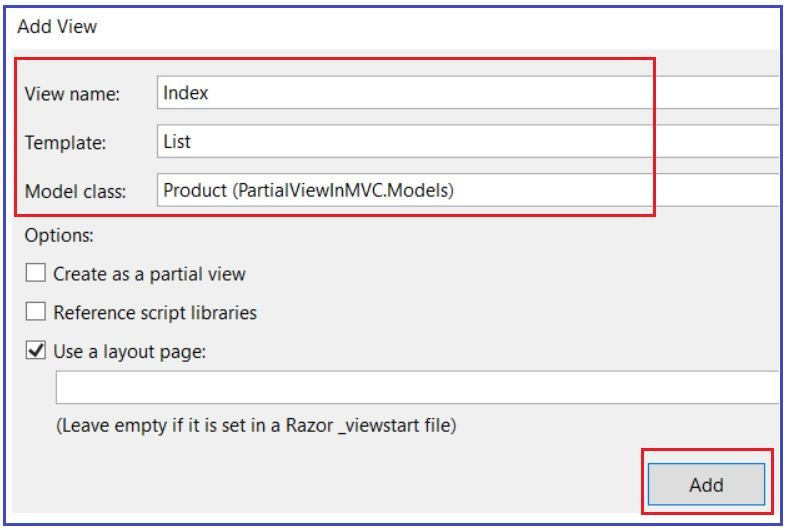 Add View
View name: Index
Template: List
Model class: Product (PartialViewInMVC.Models)
Options:
Create as a partial view
Reference script libraries
Use a layout page:
(Leave empty if it is set in a Razor _viewstart file)
Add